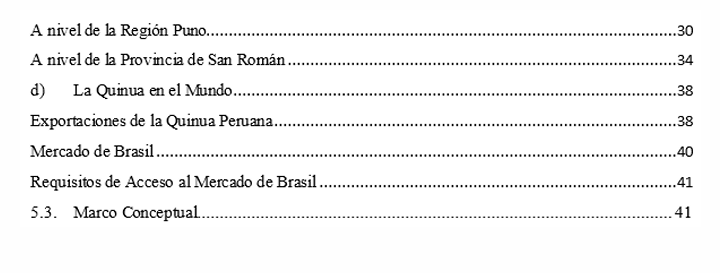 A nivel de la Región Puno........................................30
A nivel de la Provincia de San Román........................................34
d) La Quinua en el Mundo........................................38
Exportaciones de la Quinua Peruana........................................38
Mercado de Brasil........................................40
Requisitos de Acceso al Mercado de Brasil........................................41
5.3. Marco Conceptual........................................41